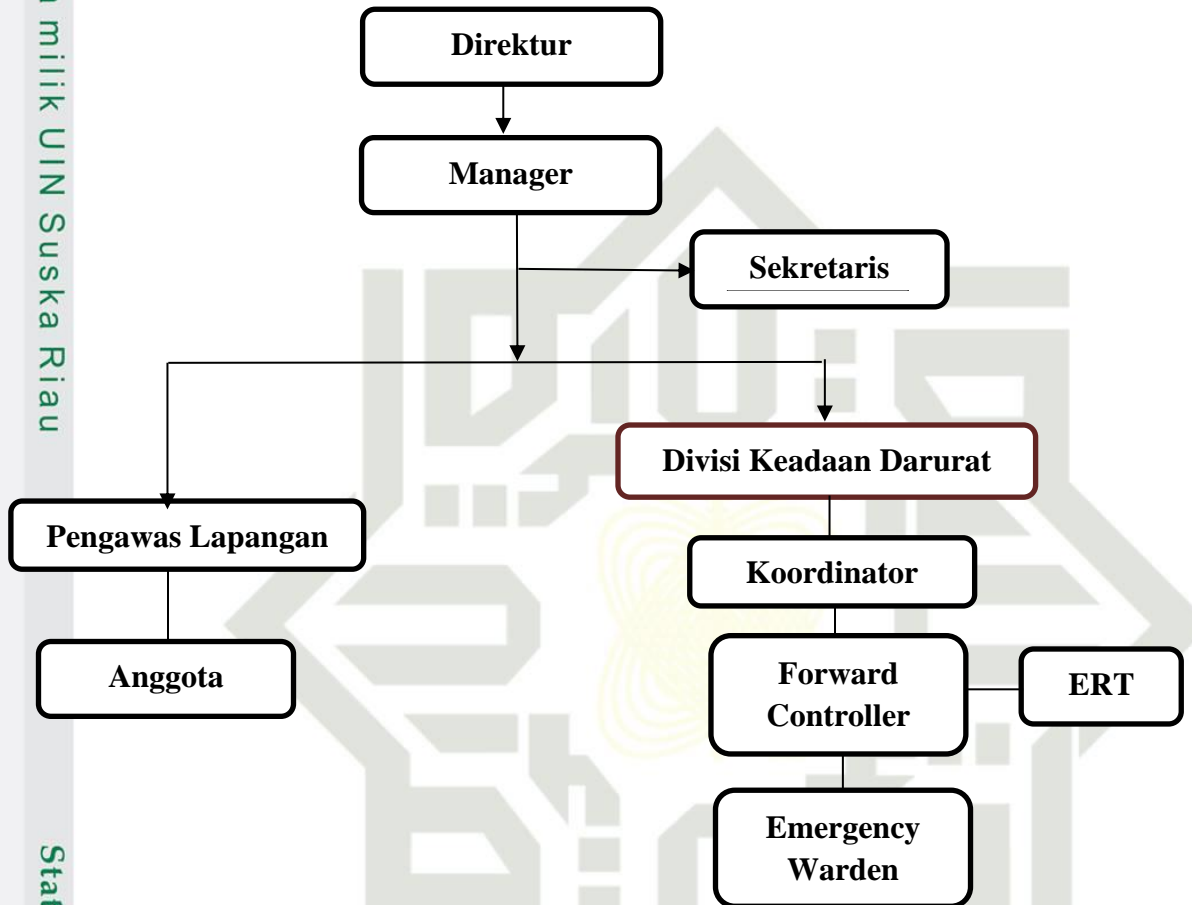 milik UIN Suska Riau
Direktur
Manager
Sekretaris
Divisi Keadaan Darurat
Pengawas Lapangan
Koordinator
Anggota
Forward
Controller
ERT
Emergency
Warden